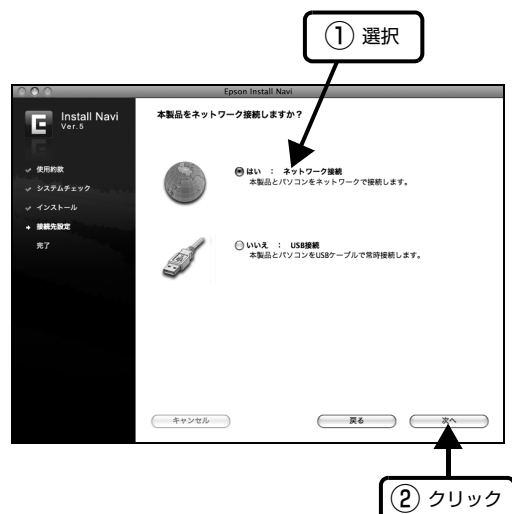 ① 選択
Epson Install Navi
E Install Navi
Ver.5
本製品をネットワーク接続しますか？
✓ 使用約款
✓ システムチェック
✓ インストール
➔ 接続先設定
完了
はい ： ネットワーク接続
本製品とパソコンをネットワークで接続します。
いいえ ： USB接続
本製品とパソコンをUSBケーブルで常時接続します。
キャンセル
戻る
次へ
② クリック